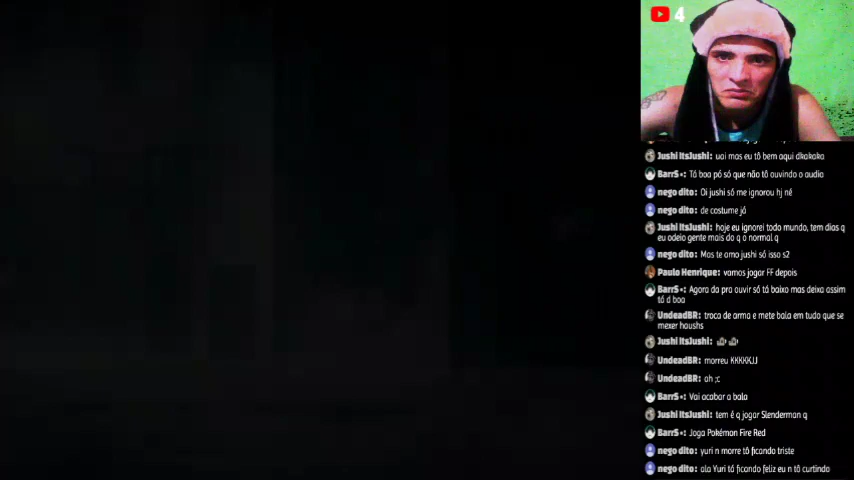 4
Jushi ItsJushi: uai mas eu tô bem aqui dkakaka
BarrS•: Tá boa pó só que não tô ouvindo o audia
nego dito: Oi jushi só me ignorou hj né
nego dito: de costume já
Jushi ItsJushi: hoje eu ignorei todo mundo, tem dias q
eu odeio gente mais do q o normal q
nego dito: Mas te amo jushi só isso s2
Paulo Henrique: vamos jogar FF depois
BarrS•: Agora da pra ouvir só tá baixo mas deixa assim
tá d boa
UndeadBR: troca de arma e mete bala em tudo que se
mexer haushs
Jushi ItsJushi:
UndeadBR: morreu KKKKKJJ
UndeadBR: ah ;c
BarrS•: Vai acabar a bala
Jushi ItsJushi: tem é q jogar Slenderman q
BarrS•: Joga Pokémon Fire Red
nego dito: yuri n morre tô ficando triste
nego dito: ala Yuri tá ficando feliz eu n tô curtindo